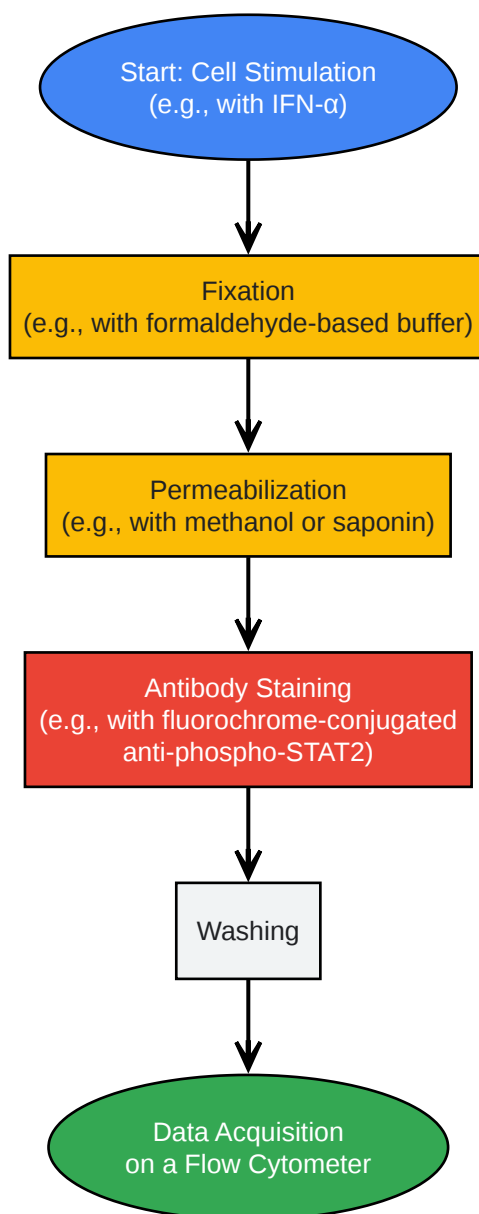 Start: Cell Stimulation
(e.g., with IFN-α)
Fixation
(e.g., with formaldehyde-based buffer)
Permeabilization
(e.g., with methanol or saponin)
Antibody Staining
(e.g., with fluorochrome-conjugated
anti-phospho-STAT2)
Washing
Data Acquisition
on a Flow Cytometer